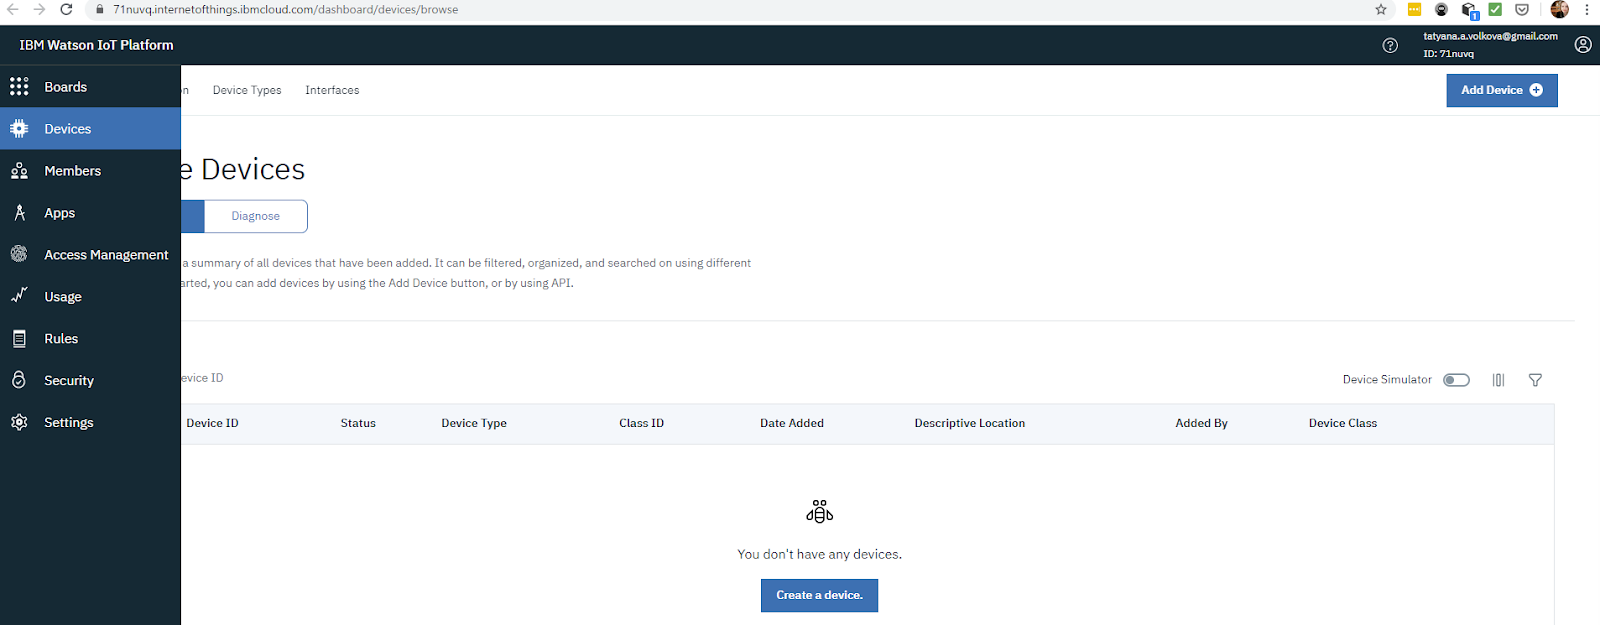 71nuvq.internetofthings.ibmcloud.com/dashboard/devices/browse
1
IBM Watson IoT Platform
tatyana.a.volkova@gmail.com
ID: 71nuvq
Boards
Devices
Members
Apps
Access Management
Usage
Rules
Security
Settings
n Device Types Interfaces
Add Device
e Devices
Diagnose
a summary of all devices that have been added. It can be filtered, organized, and searched on using different
arted, you can add devices by using the Add Device button, or by using API.
evice ID
Device Simulator
Device ID Status Device Type Class ID Date Added Descriptive Location Added By Device Class
You don't have any devices.
Create a device.